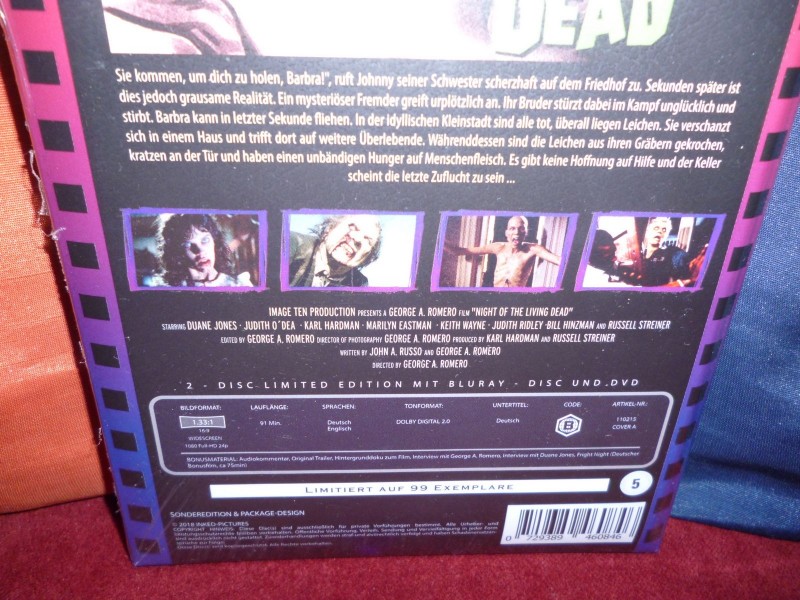 DEAD
Sie kommen, um dich zu holen, Barbra!", ruft Johnny seiner Schwester scherzhaft auf dem Friedhof zu. Sekunden später ist
dies jedoch grausame Realität. Ein mysteriöser Fremder greift urplötzlich an. Ihr Bruder stürzt dabei im Kampf unglücklich und
stirbt. Barbra kann in letzter Sekunde fliehen. In der idyllischen Kleinstadt sind alle tot, überall liegen Leichen. Sie verschanzt
sich in einem Haus und trifft dort auf weitere Überlebende. Währenddessen sind die Leichen aus ihren Gräbern gekrochen,
kratzen an der Tür und haben einen unbändigen Hunger auf Menschenfleisch. Es gibt keine Hoffnung auf Hilfe und der Keller
scheint die letzte Zuflucht zu sein ...
IMAGE TEN PRODUCTION PRESENTS A GEORGE A. ROMERO FILM "NIGHT OF THE LIVING DEAD"
STARRING DUANE JONES · JUDITH O´DEA · KARL HARDMAN · MARILYN EASTMAN · KEITH WAYNE · JUDITH RIDLEY · BILL HINZMAN AND RUSSELL STREINER
EDITED BY GEORGE A. ROMERO DIRECTOR OF PHOTOGRAPHY GEORGE A. ROMERO PRODUCED BY KARL HARDMAN AND RUSSELL STREINER
WRITTEN BY JOHN A. RUSSO AND GEORGE A. ROMERO
DIRECTED BY GEORGE A. ROMERO
2 - DISC LIMITED EDITION MIT BLURAY - DISC UND DVD
BILDFORMAT: LAUFLÄNGE: SPRACHEN: TONFORMAT: UNTERTITEL: CODE: ARTIKEL-NR.:
1.33:1 91 Min. Deutsch DOLBY DIGITAL 2.0 Deutsch B 110215
16:9 Englisch COVER A
WIDESCREEN
1080 Full-HD 24p
BONUSMATERIAL: Audiokommentar, Original Trailer, Hintergrunddoku zum Film, Interview mit George A. Romero, Interview mit Duane Jones, Fright Night (Deutscher
Bonusfilm, ca 75min)
LIMITIERT AUF 99 EXEMPLARE 5
SONDEREDITION & PACKAGE-DESIGN
© 2018 INKED-PICTURES
COPYRIGHT HINWEIS: Diese Disc(s) sind ausschließlich für private Vorführungen bestimmt. Alle Urheber- und
0 729389 460846